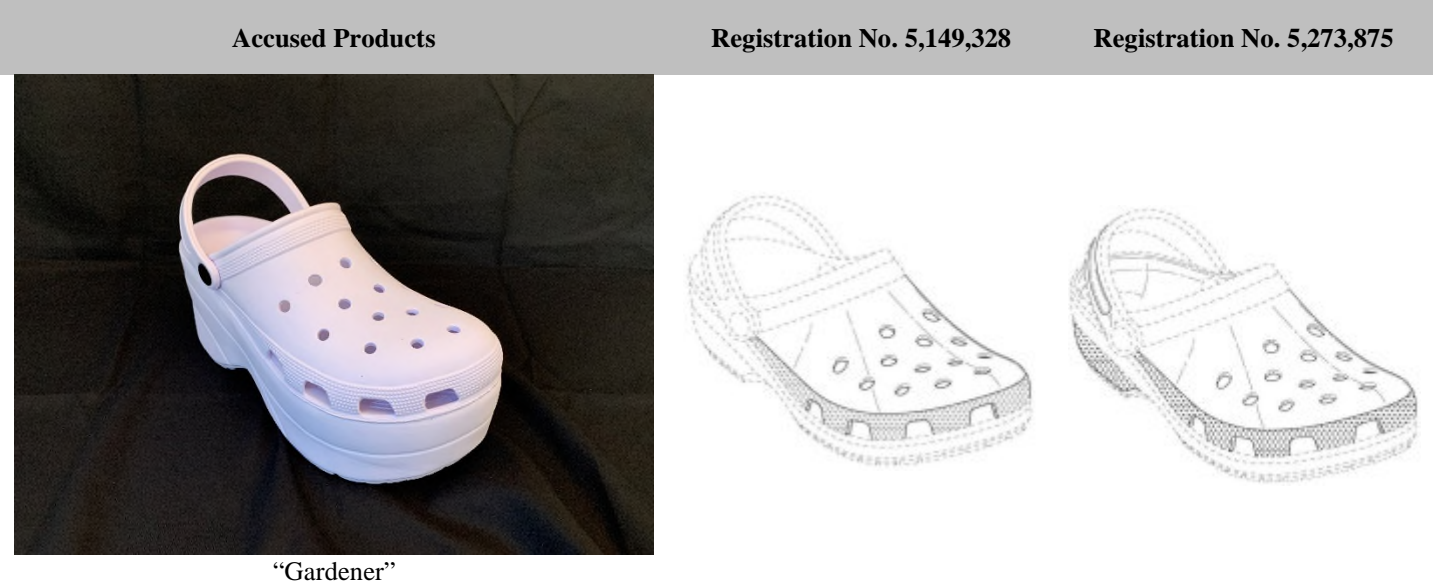 Accused Products Registration No. 5,149,328 Registration No. 5,273,875
“Gardener”